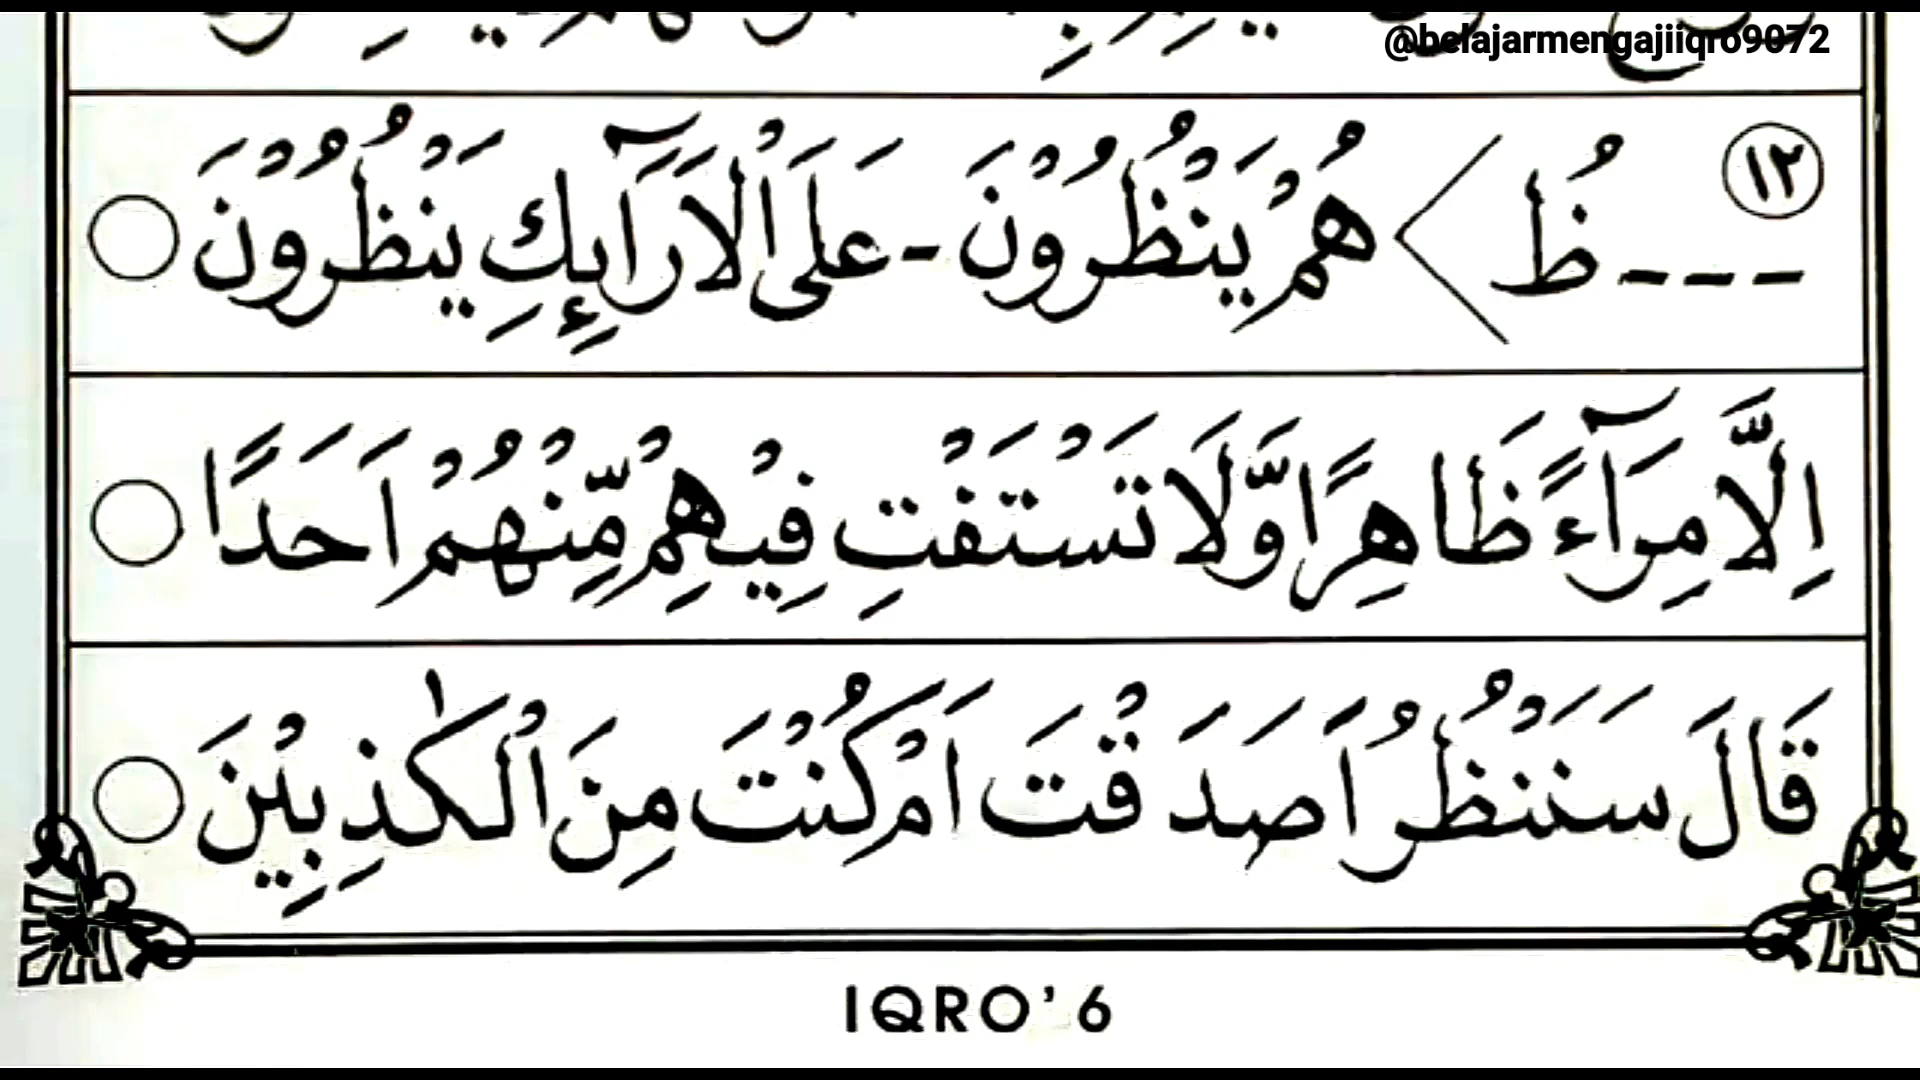 @belajarmengajiiqro9072
١٢ --- ظُ < هُمْ يَنْظُرُوْنَ - عَلَى الْاَرَآئِكِ يَنْظُرُوْنَ
اِلَّا مِرَآءً ظَاهِرًا وَّلَا تَسْتَفْتِ فِيْهِمْ مِّنْهُمْ اَحَدًا
قَالَ سَنَنْظُرُ اَصَدَقْتَ اَمْ كُنْتَ مِنَ الْكٰذِبِيْنَ
IQRO' 6